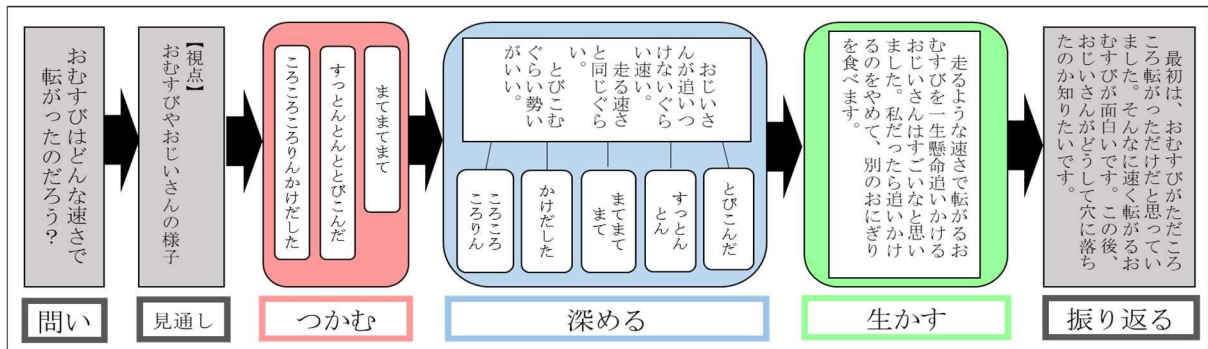 おむすびはどんな速さで
転がったのだろう？
問い
【視点】
おむすびやおじいさんの様子
見通し
まてまてまて
すっとんとんととびこんだ
ころころころりんかけだした
つかむ
おじいさ
んが追いつ
けないぐら
い速い。
走る速さ
と同じぐら
い。
とびこむ
ぐらい勢い
がいい。
とびこんだ
すっとん
とん
まてまて
まて
かけだした
ころころ
ころりん
深める
走るような速さで転がるお
むすびを一生懸命追いかける
おじいさんはすごいなと思い
ました。私だったら追いかけ
るのをやめて、別のおにぎり
を食べます。
生かす
最初は、おむすびがただころ
ころ転がっただけだと思ってい
ました。そんなに速く転がるお
むすびが面白いです。この後、
おじいさんがどうして穴に落ち
たのか知りたいです。
振り返る